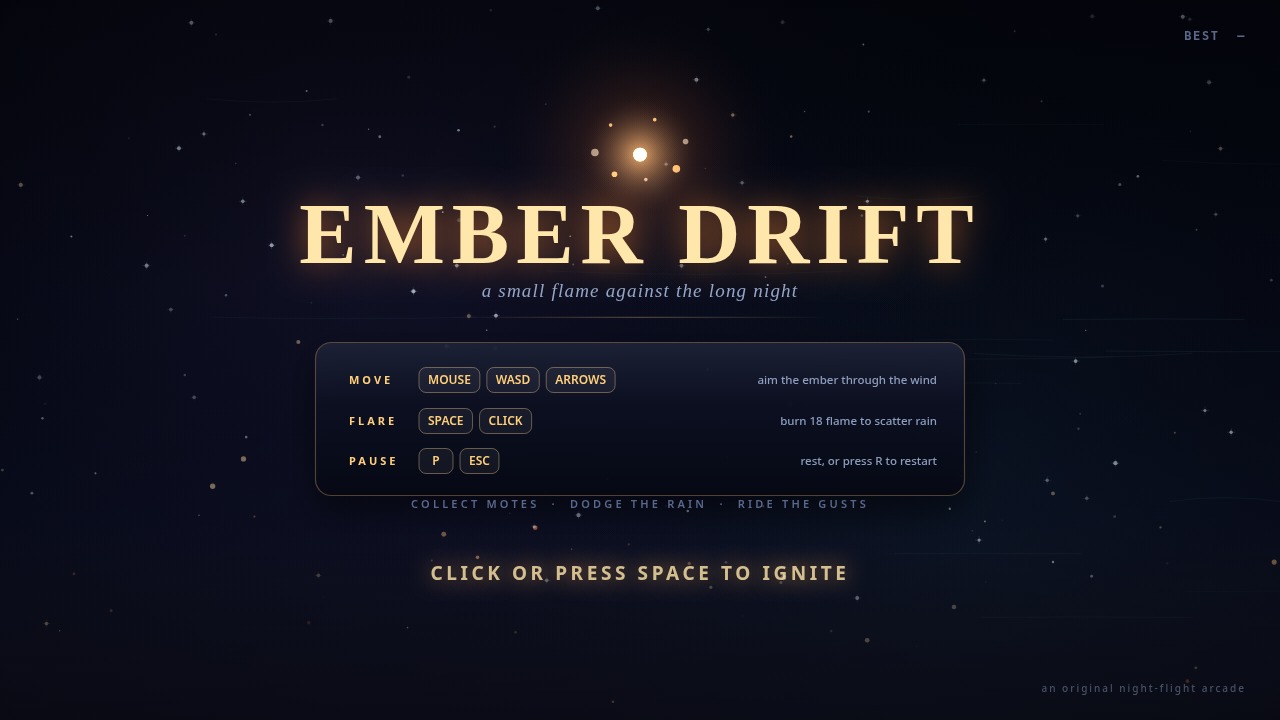 BEST —
EMBER DRIFT
a small flame against the long night
MOVE MOUSE WASD ARROWS aim the ember through the wind
FLARE SPACE CLICK burn 18 flame to scatter rain
PAUSE P ESC rest, or press R to restart
COLLECT MOTES · DODGE THE RAIN · RIDE THE GUSTS
CLICK OR PRESS SPACE TO IGNITE
an original night-flight arcade